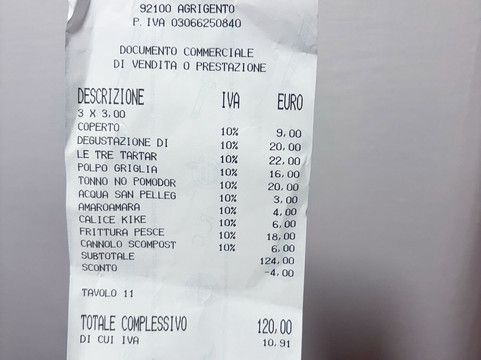 92100 AGRIGENTO
P. IVA 03066250840
DOCUMENTO COMMERCIALE
DI VENDITA O PRESTAZIONE
DESCRIZIONE IVA EURO
3 X 3,00
COPERTO 10% 9,00
DEGUSTAZIONE DI 10% 20,00
LE TRE TARTAR 10% 22,00
POLPO GRIGLIA 10% 16,00
TONNO NO POMODOR 10% 20,00
ACQUA SAN PELLEG 10% 3,00
AMAROAMARA 10% 4,00
CALICE KIKE 10% 6,00
FRITTURA PESCE 10% 18,00
CANNOLO SCOMPOST 10% 6,00
SUBTOTALE 124,00
SCONTO -4,00
TAVOLO 11
TOTALE COMPLESSIVO 120,00
DI CUI IVA 10,91